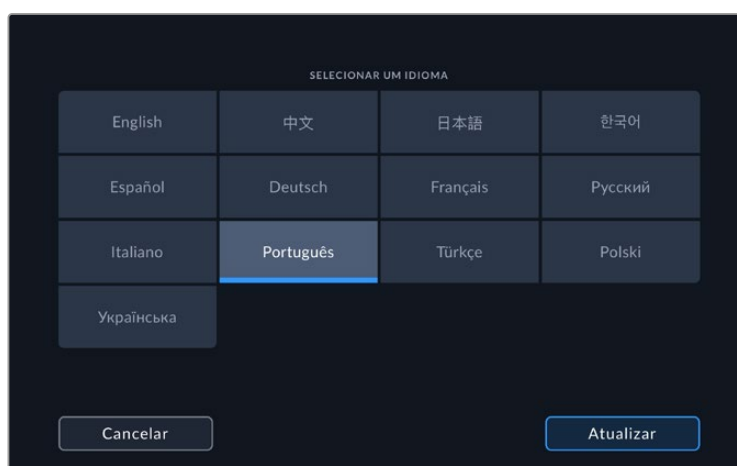 SELECIONAR UM IDIOMA
English 中文 日本語 한국어
Español Deutsch Français Русский
Italiano Português Türkçe Polski
Українська
Cancelar Atualizar